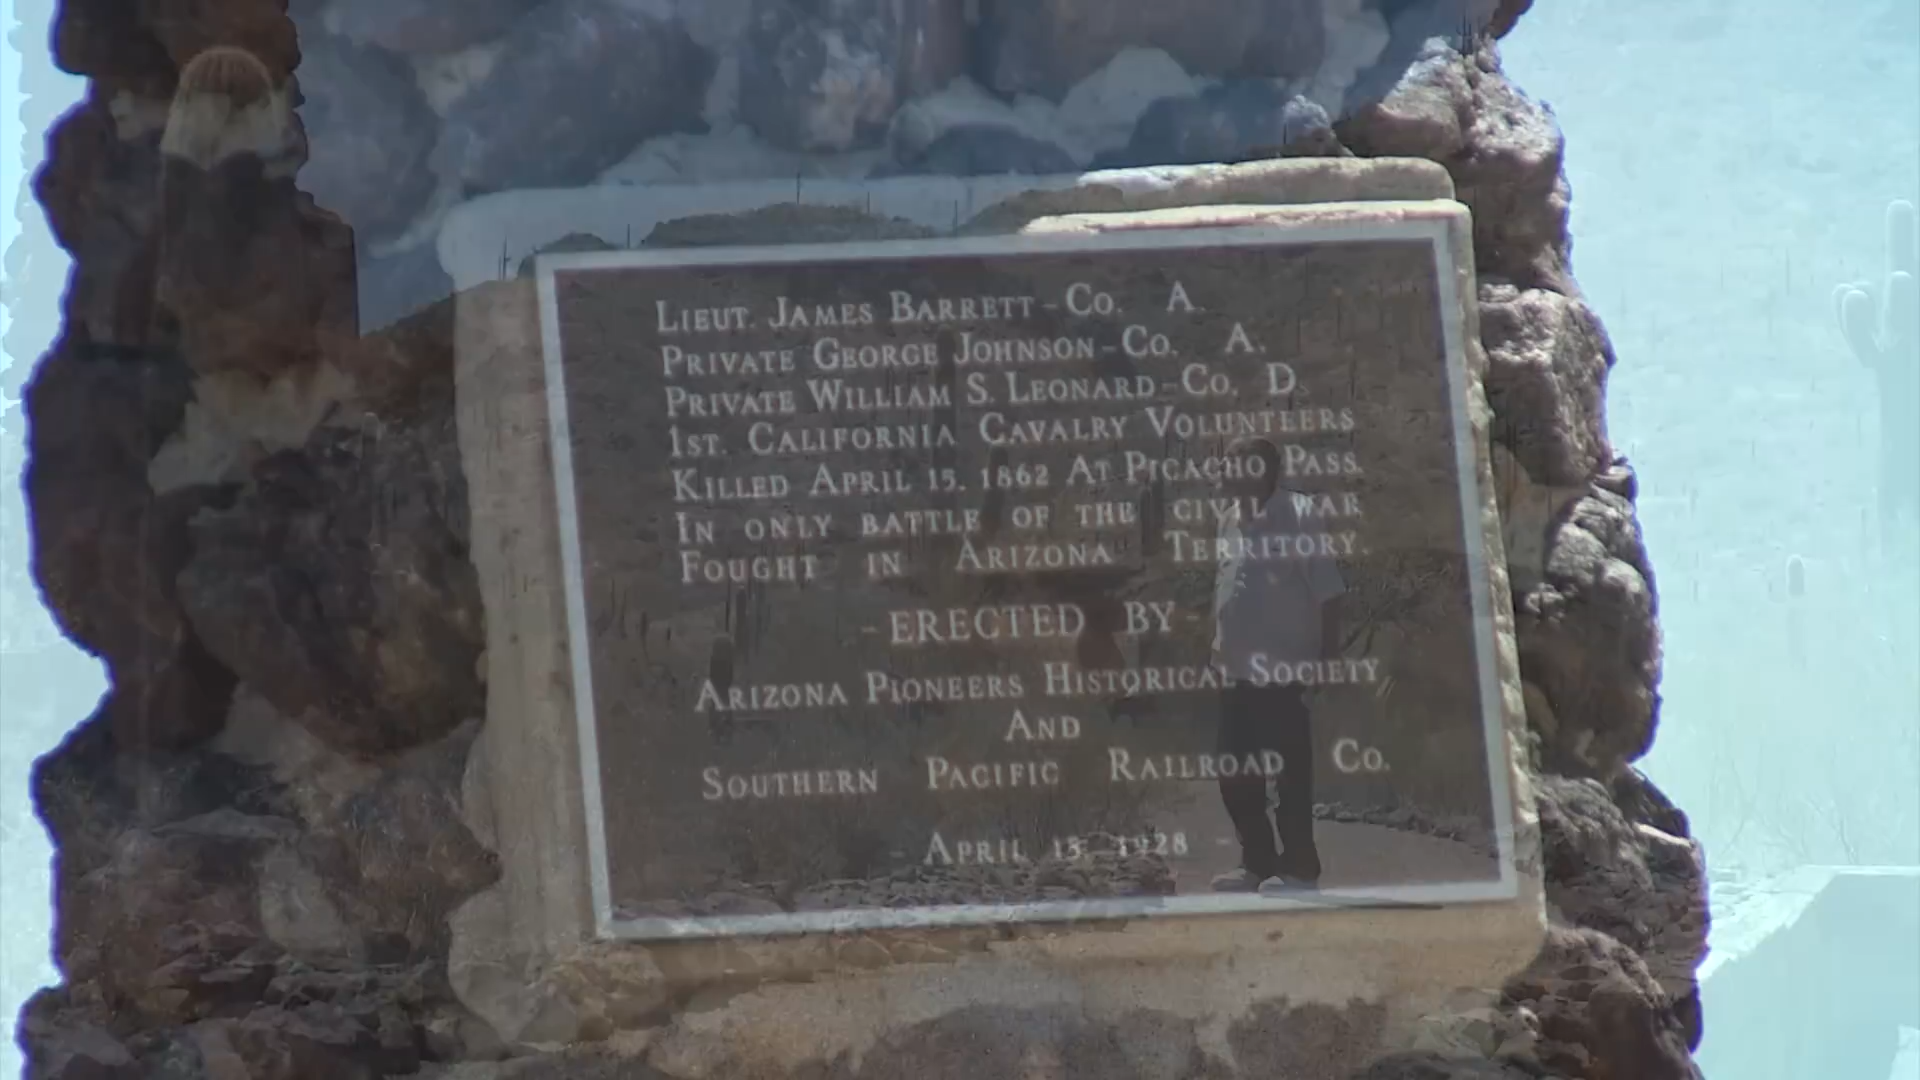 LIEUT. JAMES BARRETT - CO. A.
PRIVATE GEORGE JOHNSON - CO. A.
PRIVATE WILLIAM S. LEONARD - CO. D.
1ST. CALIFORNIA CAVALRY VOLUNTEERS
KILLED APRIL 15, 1862 AT PICACHO PASS.
IN ONLY BATTLE OF THE CIVIL WAR
FOUGHT IN ARIZONA TERRITORY.
- ERECTED BY -
ARIZONA PIONEERS HISTORICAL SOCIETY
AND
SOUTHERN PACIFIC RAILROAD CO.
- APRIL 15, 1928 -